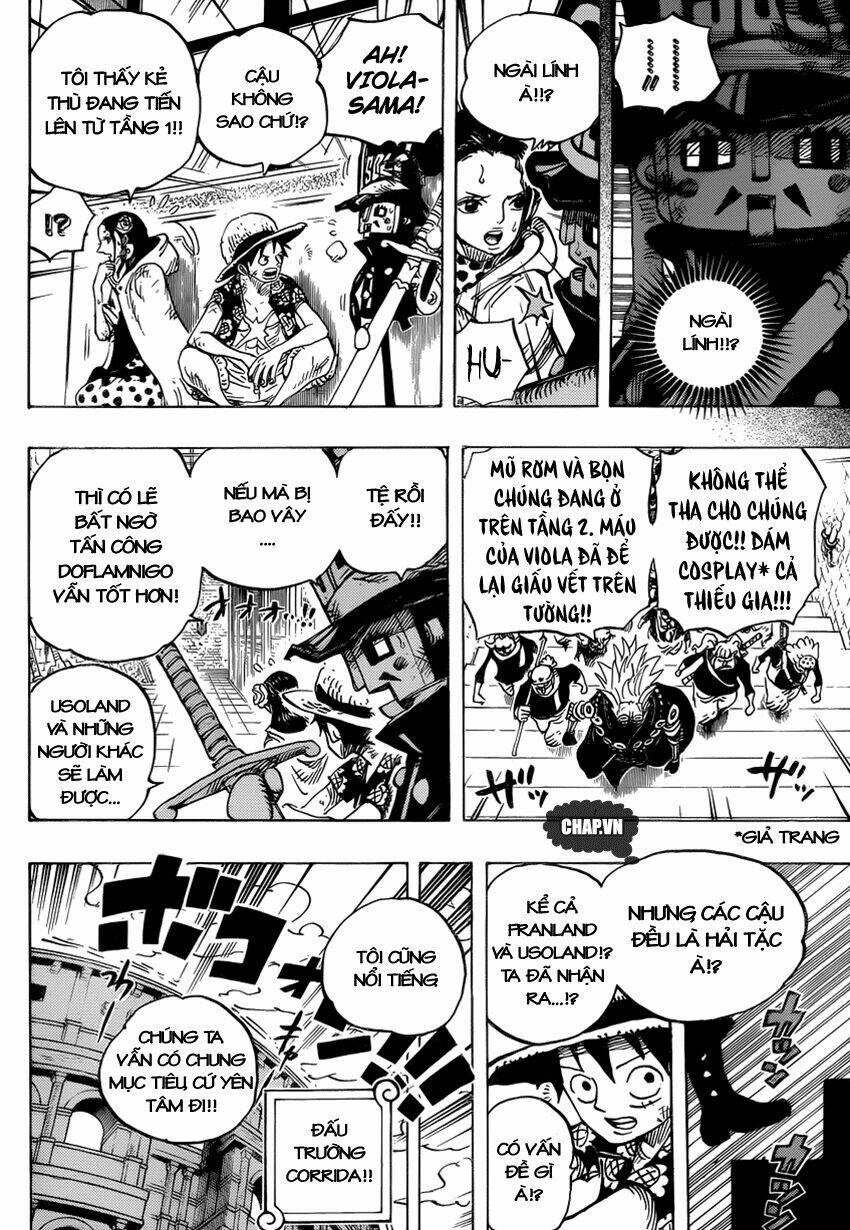 NGÀI
LÍNH!!?
NGÀI LÍNH
À!!?
HU-
AH!
VIOLA-
SAMA!
CẬU
KHÔNG
SAO CHỨ!?
TÔI THẤY KẺ
THÙ ĐANG TIẾN
LÊN TỪ TẦNG 1!!
!?
KHÔNG THỂ
THA CHO CHÚNG
ĐƯỢC!! DÁM
COSPLAY* CẢ
THIẾU GIA!!!
MŨ RƠM VÀ BỌN
CHÚNG ĐANG Ở
TRÊN TẦNG 2. MÁU
CỦA VIOLA ĐÃ ĐỂ
LẠI GIẤU VẾT TRÊN
TƯỜNG!!
CHAP.VN
*GIẢ TRANG
TỆ RỒI
ĐẤY!!
NẾU MÀ BỊ
BAO VÂY
.....
THÌ CÓ LẼ
BẤT NGỜ
TẤN CÔNG
DOFLAMNIGO
VẪN TỐT HƠN!
USOLAND
VÀ NHỮNG
NGƯỜI KHÁC
SẼ LÀM
ĐƯỢC...
NHƯNG CÁC CẬU
ĐỀU LÀ HẢI TẶC
À!?
KỂ CẢ
FRANLAND
VÀ USOLAND!?
TA ĐÃ NHẬN
RA...!?
CÓ VẤN
ĐỀ GÌ
À!?
TÔI CŨNG
NỔI TIẾNG
CHÚNG TA
VẪN CÓ CHUNG
MỤC TIÊU, CỨ YÊN
TÂM ĐI!!
ĐẤU
TRƯỜNG
CORRIDA!!